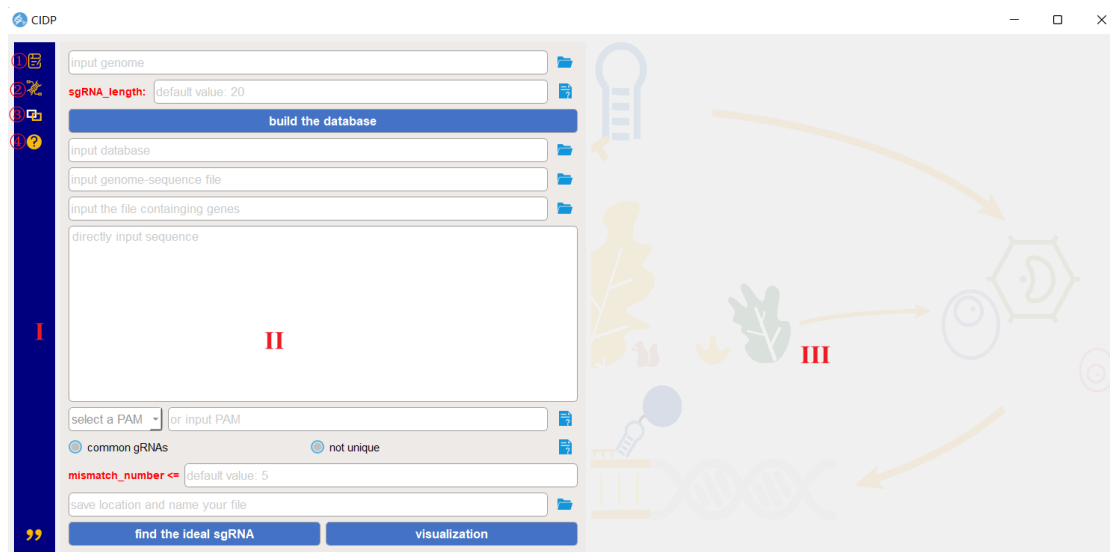 CIDP
①
input genome
②
sgRNA_length: default value: 20
③
build the database
④
input database
input genome-sequence file
input the file containging genes
directly input sequence
I
II
III
select a PAM or input PAM
common gRNAs not unique
mismatch_number <= default value: 5
save location and name your file
find the ideal sgRNA visualization